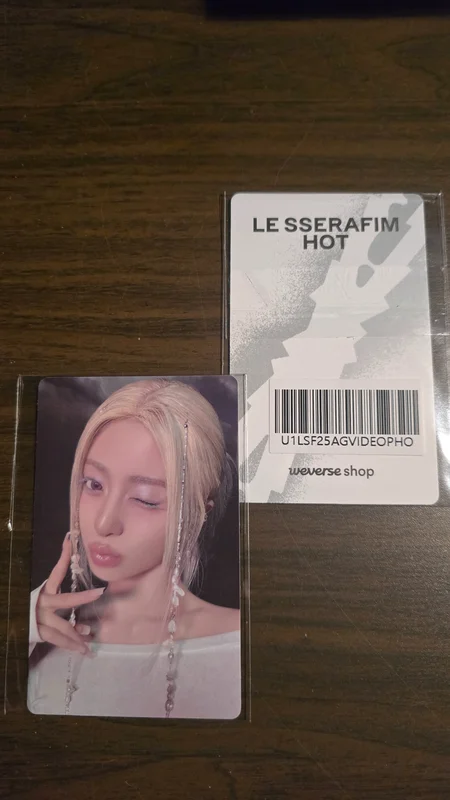 LE SSERAFIM
HOT
U1LSF25AGVIDEOPHO
weverse shop